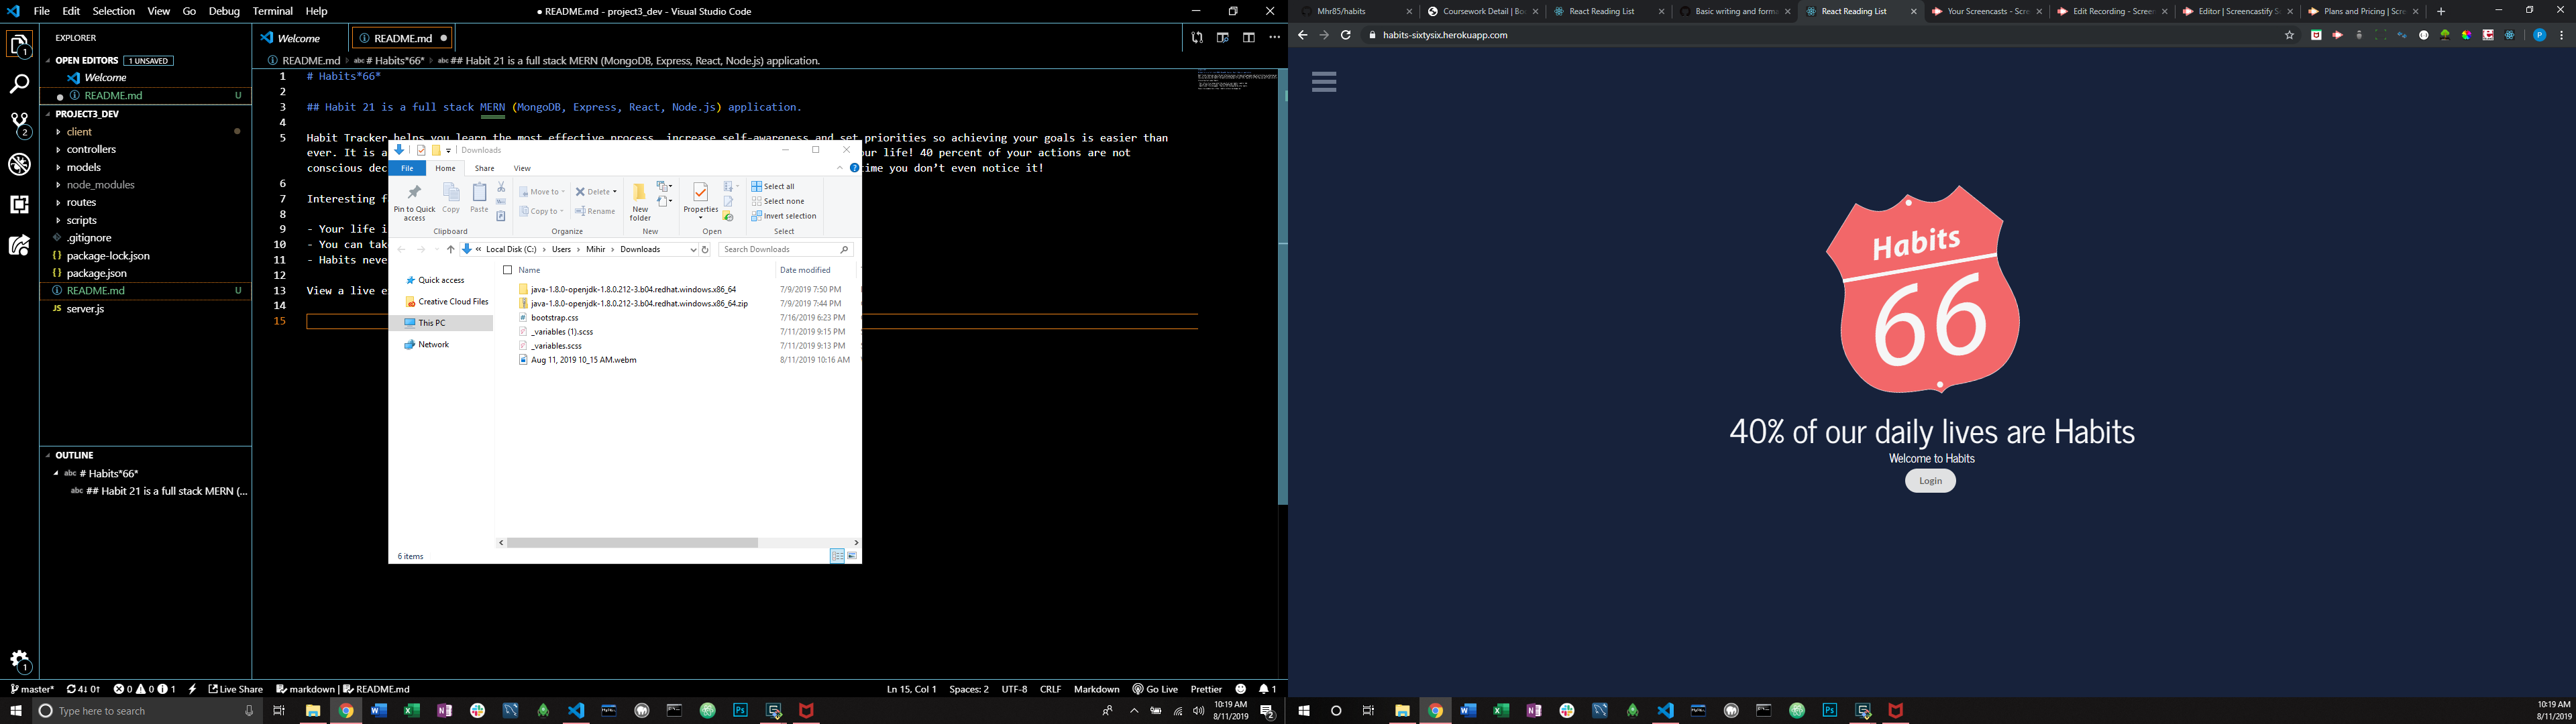 File Edit Selection View Go Debug Terminal Help
● README.md - project3_dev - Visual Studio Code
EXPLORER
OPEN EDITORS 1 UNSAVED
Welcome
README.md U
PROJECT3_DEV
client
controllers
models
node_modules
routes
scripts
.gitignore
package-lock.json
package.json
README.md U
server.js
OUTLINE
abc # Habits*66*
abc ## Habit 21 is a full stack MERN (...
Welcome
README.md
README.md › abc # Habits*66* › abc ## Habit 21 is a full stack MERN (MongoDB, Express, React, Node.js) application.
1 # Habits*66*
2
3 ## Habit 21 is a full stack MERN (MongoDB, Express, React, Node.js) application.
4
5 Habit Tracker helps you learn the most effective process, increase self-awareness and set priorities so achieving your goals is easier than
ever. It is a our life! 40 percent of your actions are not
conscious dec time you don’t even notice it!
6
7 Interesting f
8
9 - Your life i
10 - You can tak
11 - Habits neve
12
13 View a live e
14
15
Downloads
File Home Share View
Pin to Quick access
Copy
Paste
Clipboard
Move to
Copy to
Delete
Rename
Organize
New folder
New
Properties
Open
Select all
Select none
Invert selection
Select
« Local Disk (C:) › Users › Mihir › Downloads
Search Downloads
Quick access
Creative Cloud Files
This PC
Network
Name Date modified
java-1.8.0-openjdk-1.8.0.212-3.b04.redhat.windows.x86_64 7/9/2019 7:50 PM
java-1.8.0-openjdk-1.8.0.212-3.b04.redhat.windows.x86_64.zip 7/9/2019 7:44 PM
bootstrap.css 7/16/2019 6:23 PM
_variables (1).scss 7/11/2019 9:15 PM
_variables.scss 7/11/2019 9:13 PM
Aug 11, 2019 10_15 AM.webm 8/11/2019 10:16 AM
6 items
master* 4↓ 0↑ 0 0 1 Live Share markdown | README.md
Ln 15, Col 1 Spaces: 2 UTF-8 CRLF Markdown Go Live Prettier 1
Type here to search
10:19 AM
8/11/2019
Mhr85/habits
Coursework Detail | Boo
React Reading List
Basic writing and forma
React Reading List
Your Screencasts - Scre
Edit Recording - Screen
Editor | Screencastify S
Plans and Pricing | Scre
habits-sixtysix.herokuapp.com
Habits
66
40% of our daily lives are Habits
Welcome to Habits
Login
10:19 AM
8/11/2019